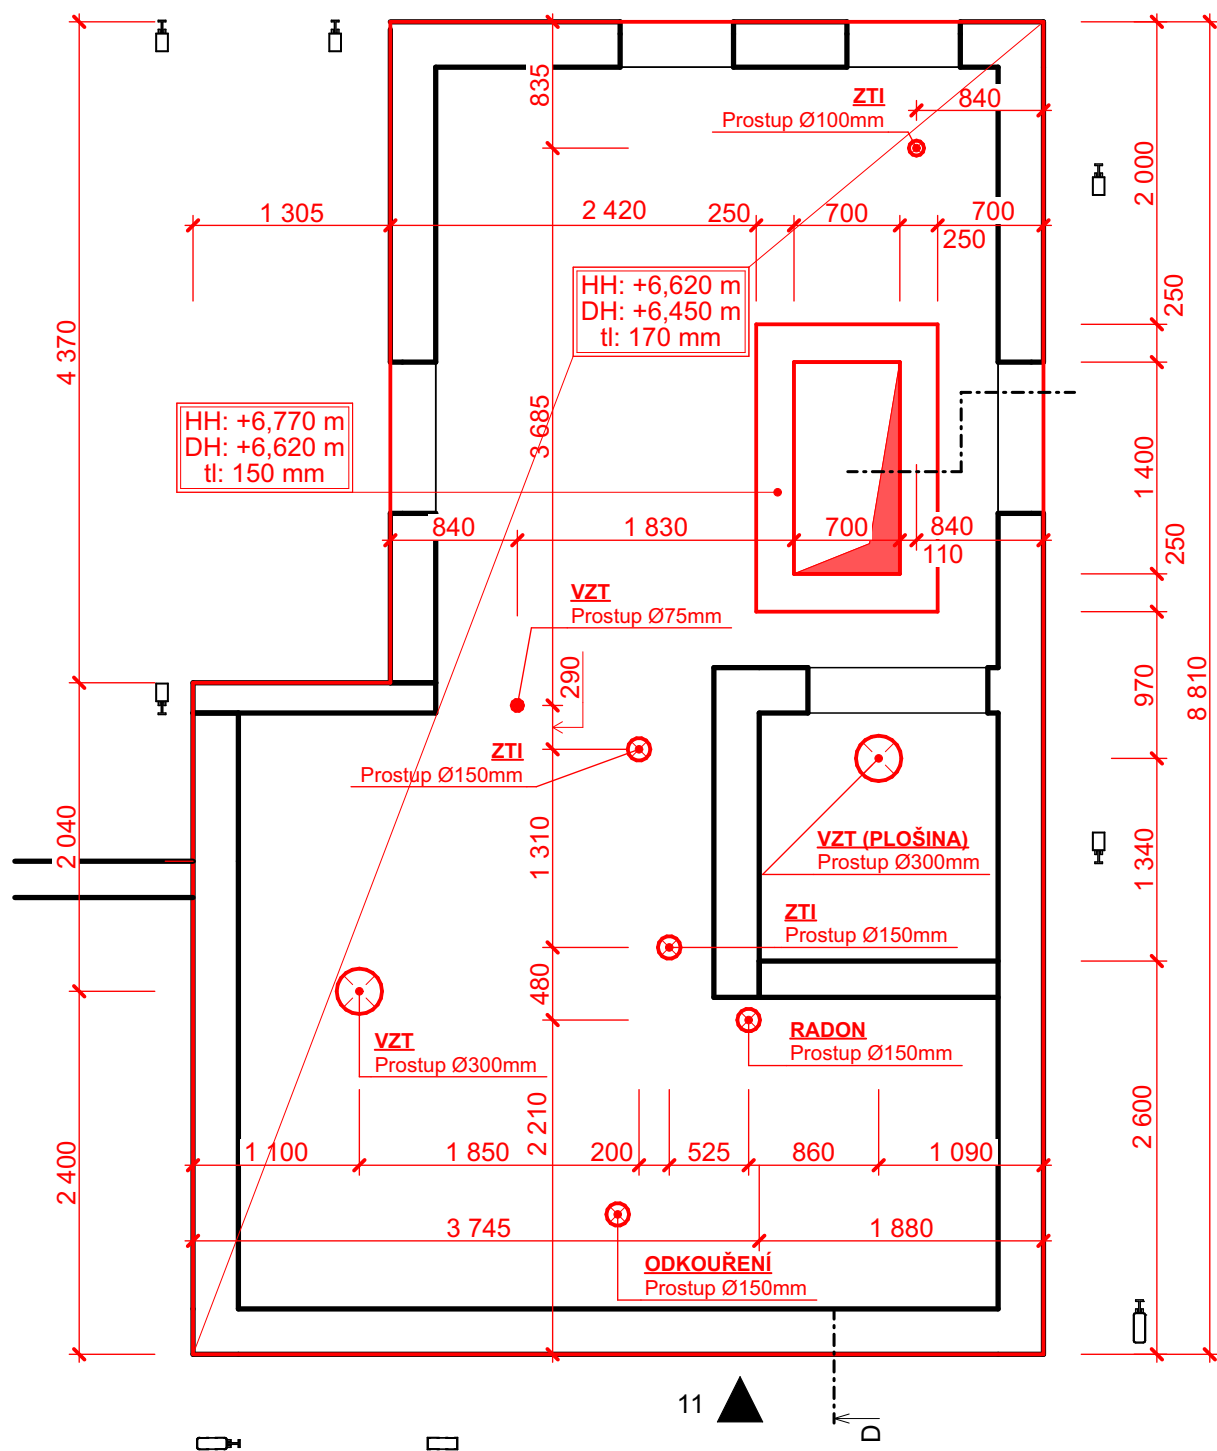 835
ZTI
Prostup Ø100mm
840
2 000
1 305
2 420
250
700
700
250
HH: +6,620 m
DH: +6,450 m
tl: 170 mm
250
4 370
3 685
HH: +6,770 m
DH: +6,620 m
tl: 150 mm
1 400
840
1 830
700
840
110
250
VZT
Prostup Ø75mm
290
970
8 810
ZTI
Prostup Ø150mm
2 040
1 310
VZT (PLOŠINA)
Prostup Ø300mm
1 340
ZTI
Prostup Ø150mm
480
RADON
Prostup Ø150mm
VZT
Prostup Ø300mm
2 210
2 600
1 100
1 850
200
525
860
1 090
2 400
3 745
1 880
ODKOUŘENÍ
Prostup Ø150mm
11
D